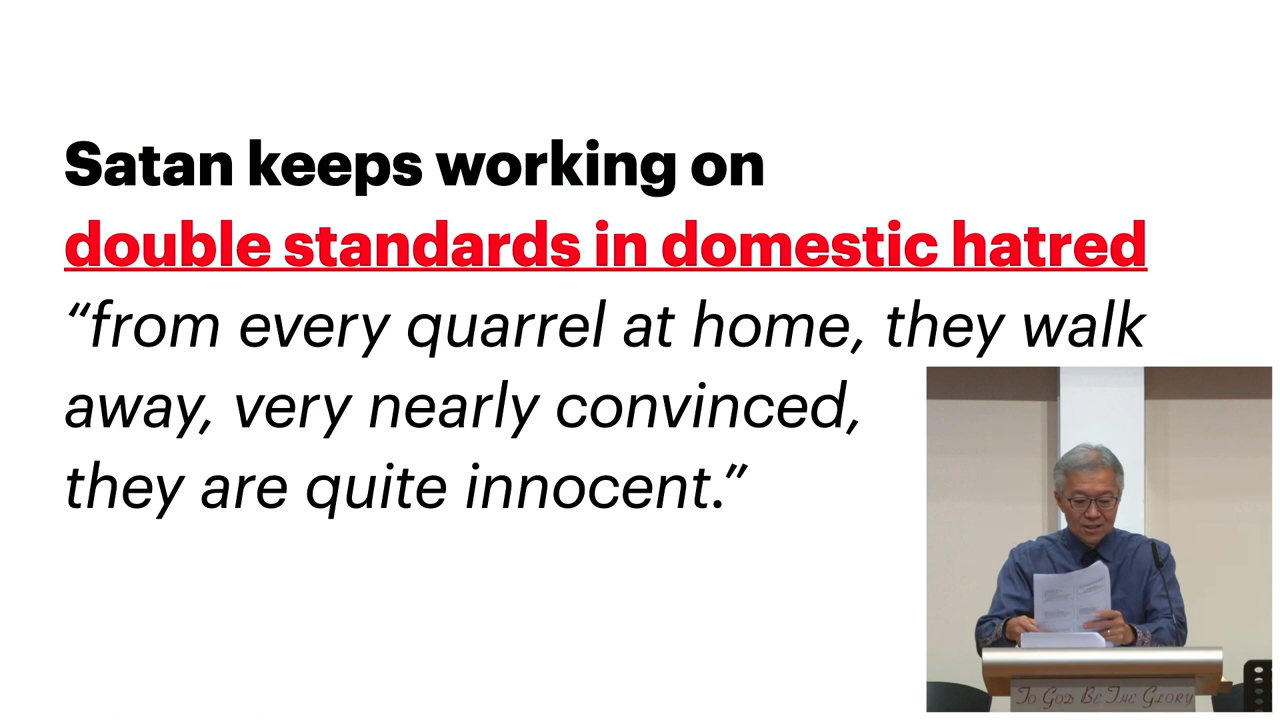 Satan keeps working on
double standards in domestic hatred
“from every quarrel at home, they walk
away, very nearly convinced,
they are quite innocent.”
To God Be The Glory